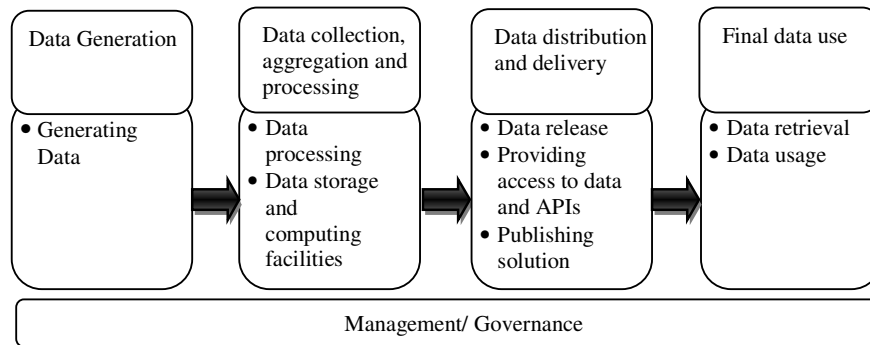 Data Generation
• Generating
Data
Data collection,
aggregation and
processing
• Data
processing
• Data storage
and
computing
facilities
Data distribution
and delivery
• Data release
• Providing
access to data
and APIs
• Publishing
solution
Final data use
• Data retrieval
• Data usage
Management/ Governance